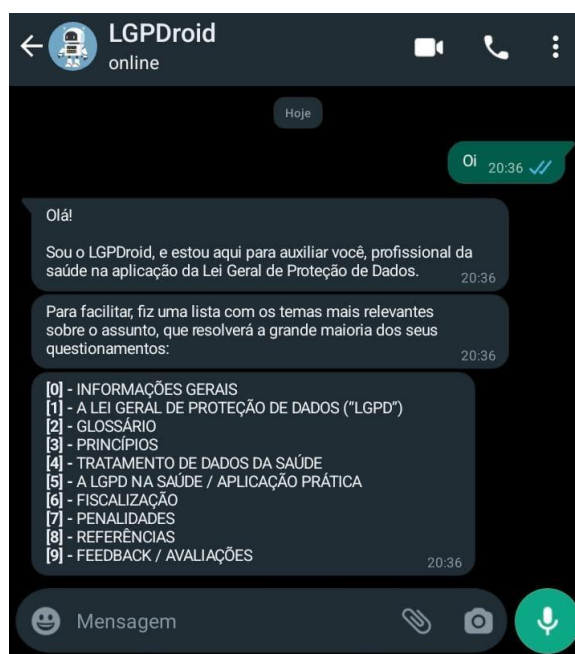 LGPDroid
online
Hoje
Oi 20:36
Olá!
Sou o LGPDroid, e estou aqui para auxiliar você, profissional da
saúde na aplicação da Lei Geral de Proteção de Dados. 20:36
Para facilitar, fiz uma lista com os temas mais relevantes
sobre o assunto, que resolverá a grande maioria dos seus
questionamentos: 20:36
[0] - INFORMAÇÕES GERAIS
[1] - A LEI GERAL DE PROTEÇÃO DE DADOS ("LGPD")
[2] - GLOSSÁRIO
[3] - PRINCÍPIOS
[4] - TRATAMENTO DE DADOS DA SAÚDE
[5] - A LGPD NA SAÚDE / APLICAÇÃO PRÁTICA
[6] - FISCALIZAÇÃO
[7] - PENALIDADES
[8] - REFERÊNCIAS
[9] - FEEDBACK / AVALIAÇÕES 20:36
Mensagem